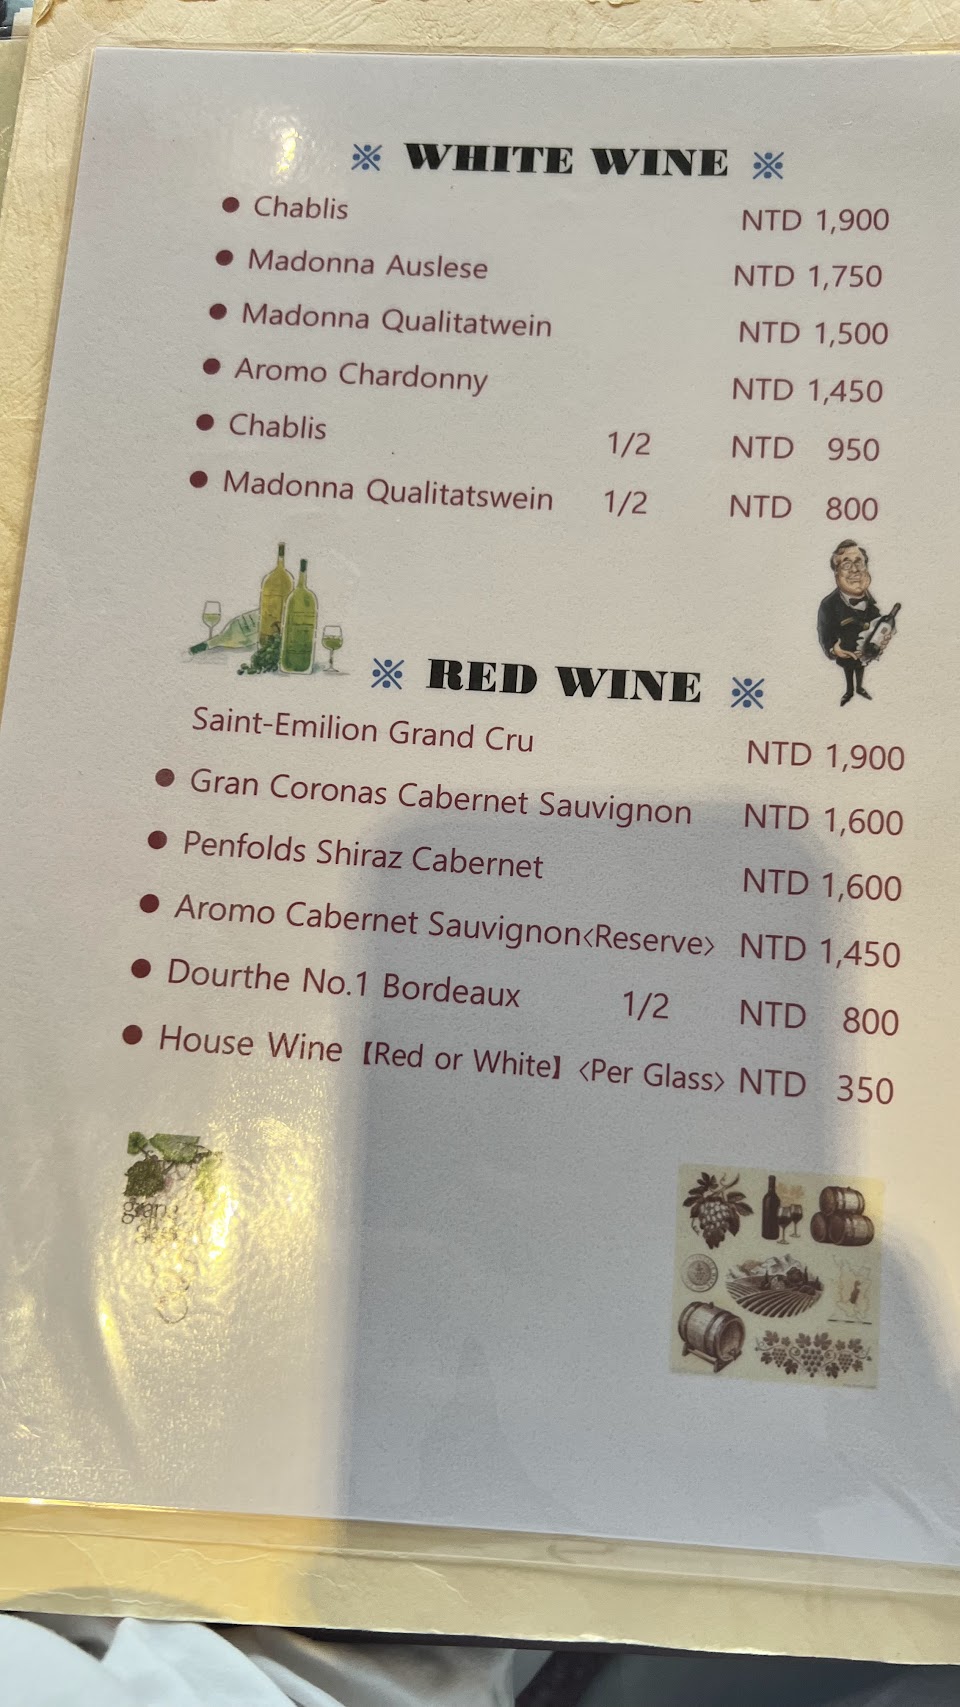 ※ WHITE WINE ※
● Chablis NTD 1,900
● Madonna Auslese NTD 1,750
● Madonna Qualitatwein NTD 1,500
● Aromo Chardonny NTD 1,450
● Chablis 1/2 NTD 950
● Madonna Qualitatswein 1/2 NTD 800
※ RED WINE ※
Saint-Emilion Grand Cru NTD 1,900
● Gran Coronas Cabernet Sauvignon NTD 1,600
● Penfolds Shiraz Cabernet NTD 1,600
● Aromo Cabernet Sauvignon<Reserve> NTD 1,450
● Dourthe No.1 Bordeaux 1/2 NTD 800
● House Wine【Red or White】<Per Glass> NTD 350